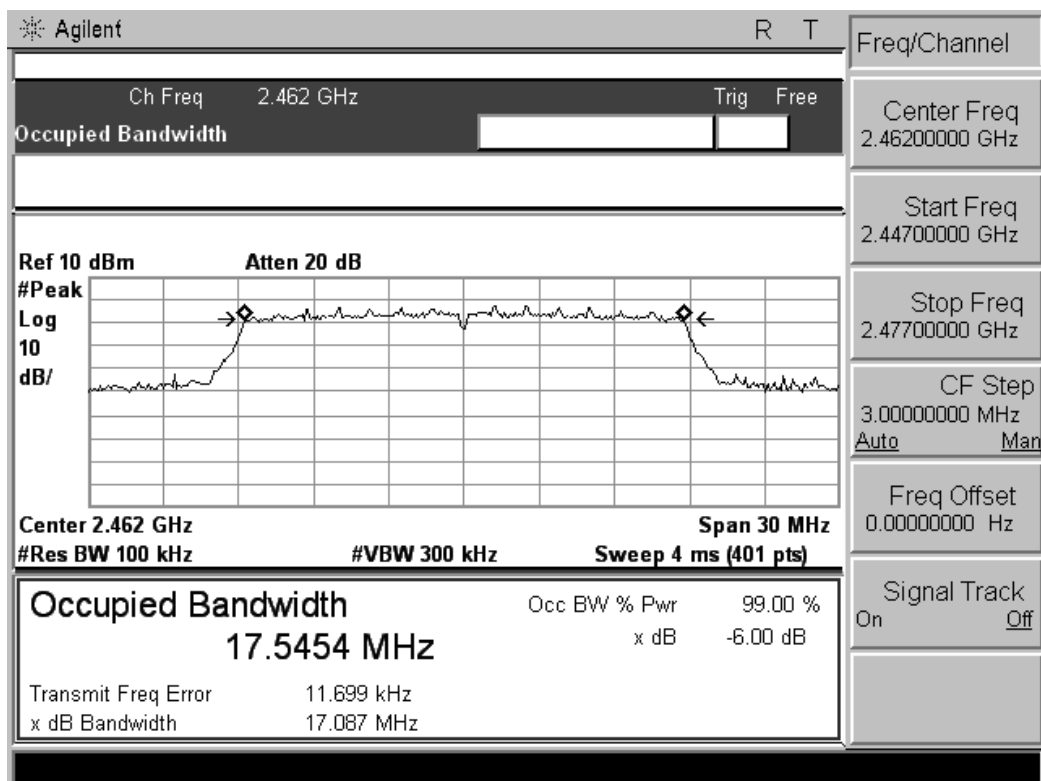 Agilent R T
Freq/Channel
Ch Freq 2.462 GHz Trig Free
Occupied Bandwidth
Center Freq
2.46200000 GHz
Start Freq
2.44700000 GHz
Stop Freq
2.47700000 GHz
CF Step
3.00000000 MHz
Auto Man
Freq Offset
0.00000000 Hz
Signal Track
On Off
Ref 10 dBm Atten 20 dB
#Peak
Log
10
dB/
Center 2.462 GHz Span 30 MHz
#Res BW 100 kHz #VBW 300 kHz Sweep 4 ms (401 pts)
Occupied Bandwidth
17.5454 MHz
Occ BW % Pwr 99.00 %
x dB -6.00 dB
Transmit Freq Error 11.699 kHz
x dB Bandwidth 17.087 MHz